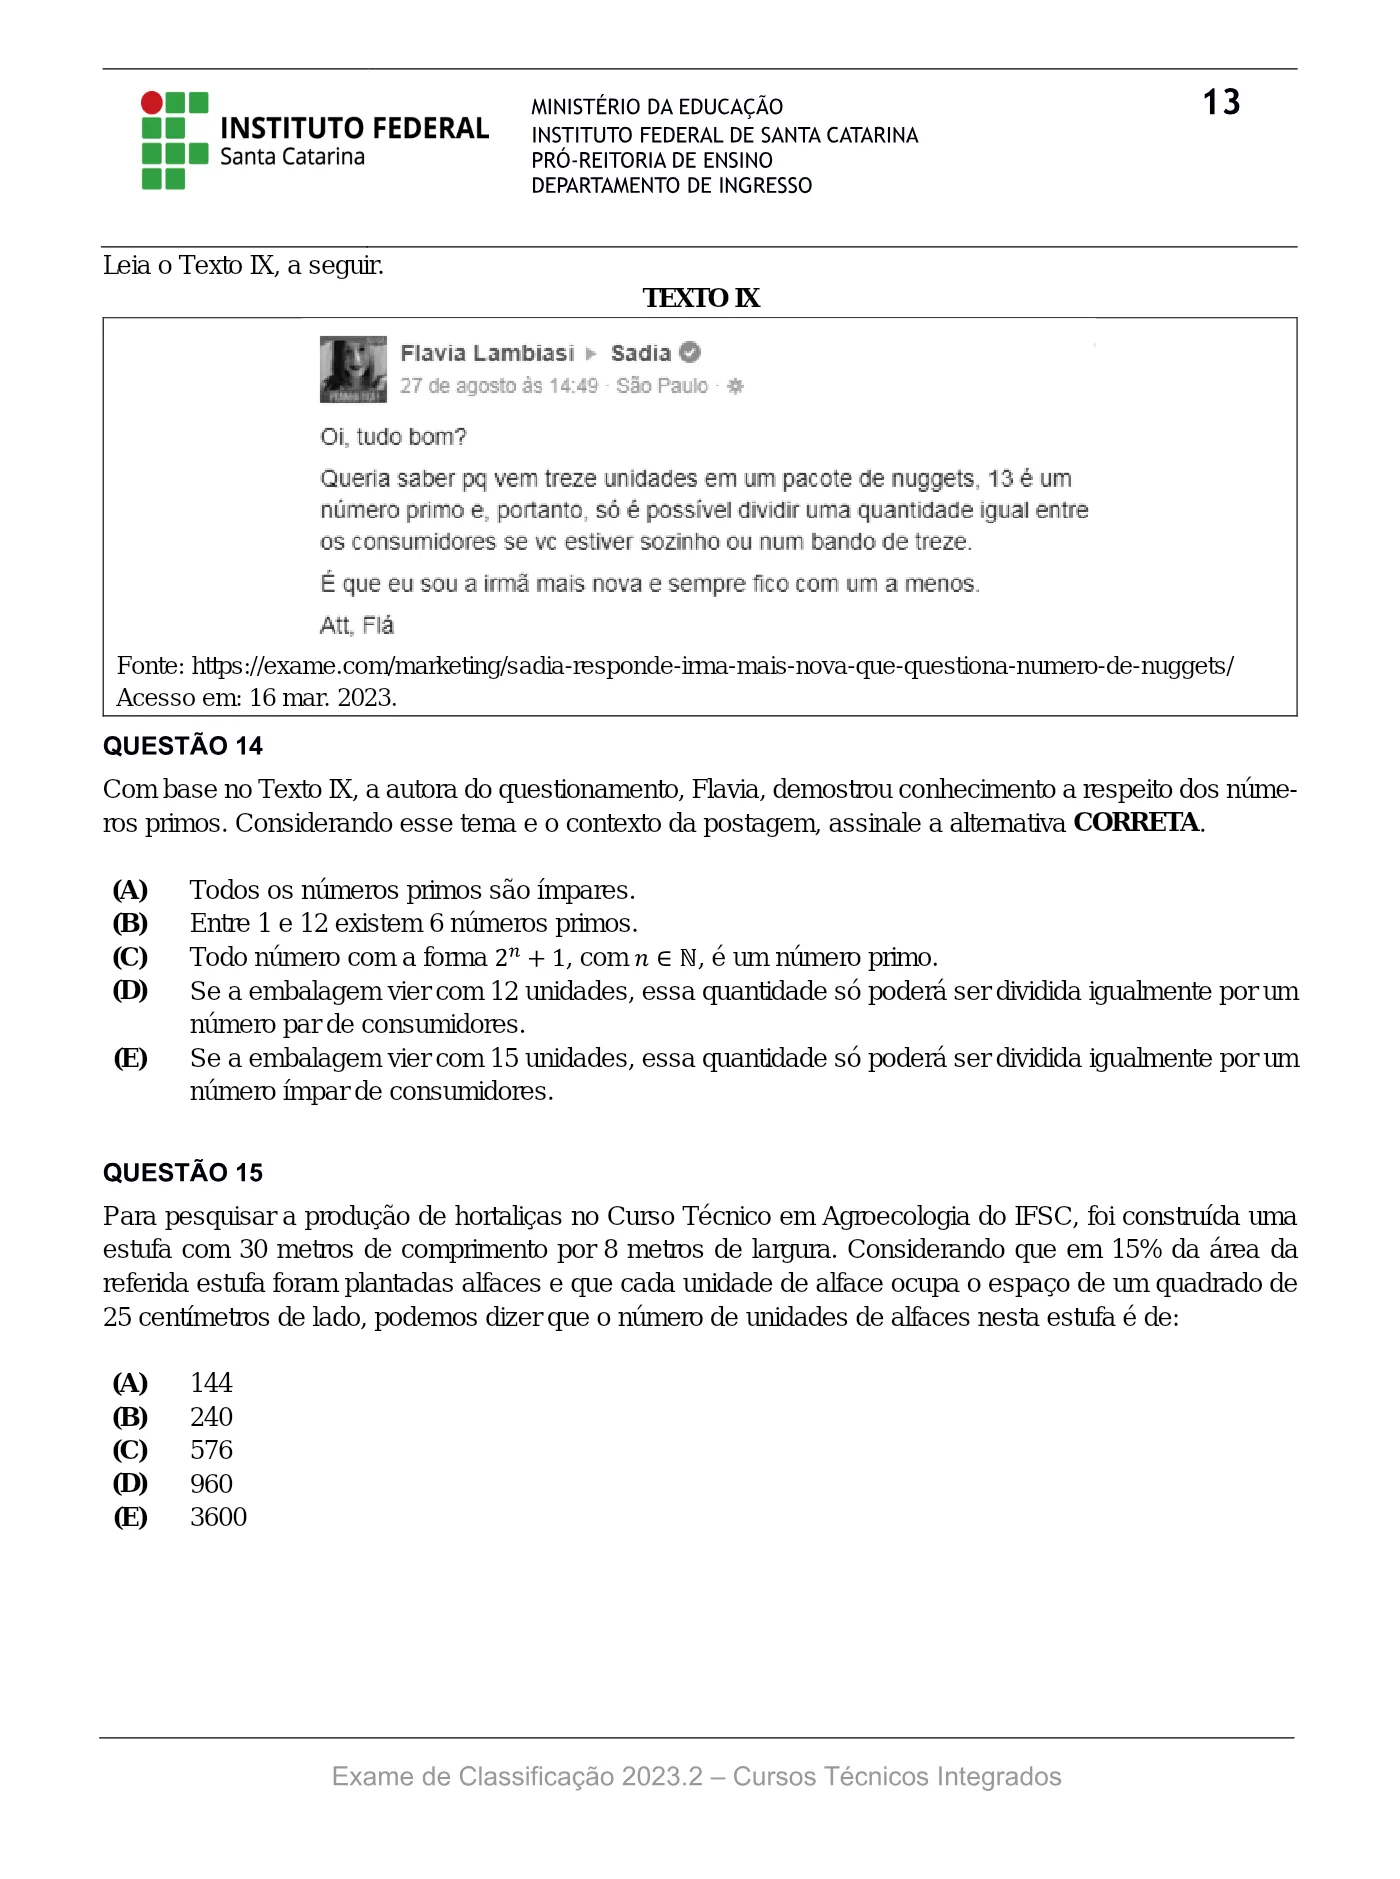 INSTITUTO FEDERAL
Santa Catarina
MINISTÉRIO DA EDUCAÇÃO
INSTITUTO FEDERAL DE SANTA CATARINA
PRÓ-REITORIA DE ENSINO
DEPARTAMENTO DE INGRESSO
13
Leia o Texto IX, a seguir.
TEXTO IX
Flavia Lambiasi ▸ Sadia
27 de agosto às 14:49 · São Paulo ·
Oi, tudo bom?
Queria saber pq vem treze unidades em um pacote de nuggets, 13 é um
número primo e, portanto, só é possível dividir uma quantidade igual entre
os consumidores se vc estiver sozinho ou num bando de treze.
É que eu sou a irmã mais nova e sempre fico com um a menos.
Att, Flá
Fonte: https://exame.com/marketing/sadia-responde-irma-mais-nova-que-questiona-numero-de-nuggets/
Acesso em: 16 mar. 2023.
QUESTÃO 14
Com base no Texto IX, a autora do questionamento, Flavia, demostrou conhecimento a respeito dos núme-
ros primos. Considerando esse tema e o contexto da postagem, assinale a alternativa CORRETA.
(A) Todos os números primos são ímpares.
(B) Entre 1 e 12 existem 6 números primos.
(C) Todo número com a forma 2ⁿ + 1, com n ∈ ℕ, é um número primo.
(D) Se a embalagem vier com 12 unidades, essa quantidade só poderá ser dividida igualmente por um
número par de consumidores.
(E) Se a embalagem vier com 15 unidades, essa quantidade só poderá ser dividida igualmente por um
número ímpar de consumidores.
QUESTÃO 15
Para pesquisar a produção de hortaliças no Curso Técnico em Agroecologia do IFSC, foi construída uma
estufa com 30 metros de comprimento por 8 metros de largura. Considerando que em 15% da área da
referida estufa foram plantadas alfaces e que cada unidade de alface ocupa o espaço de um quadrado de
25 centímetros de lado, podemos dizer que o número de unidades de alfaces nesta estufa é de:
(A) 144
(B) 240
(C) 576
(D) 960
(E) 3600
Exame de Classificação 2023.2 – Cursos Técnicos Integrados